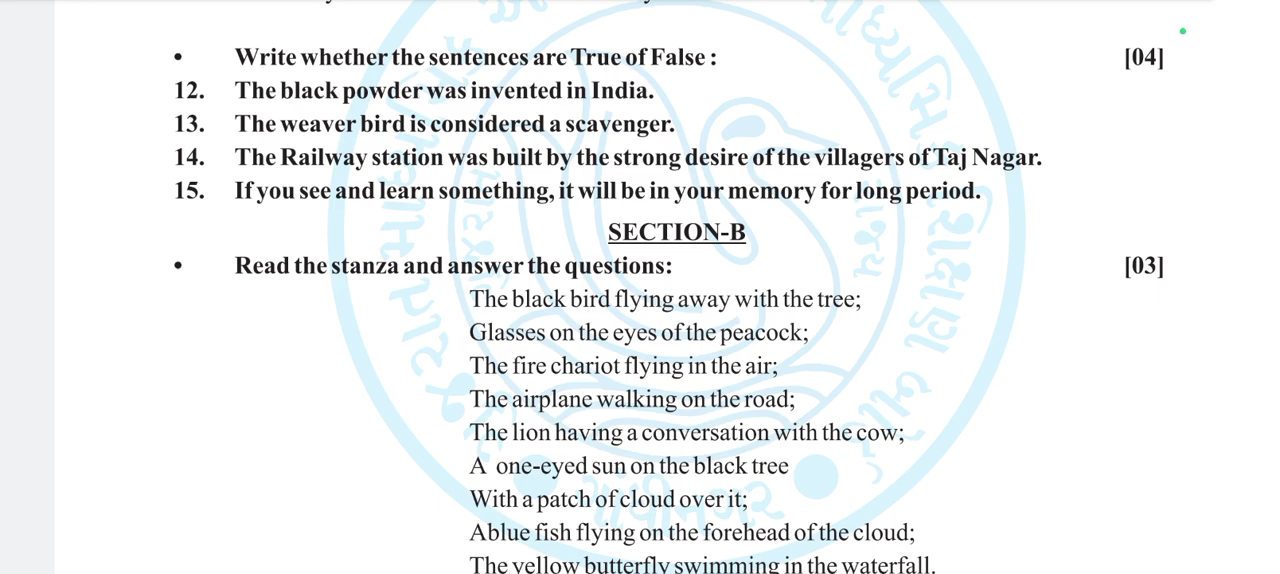 • Write whether the sentences are True of False : [04]
12. The black powder was invented in India.
13. The weaver bird is considered a scavenger.
14. The Railway station was built by the strong desire of the villagers of Taj Nagar.
15. If you see and learn something, it will be in your memory for long period.
SECTION-B
• Read the stanza and answer the questions: [03]
The black bird flying away with the tree;
Glasses on the eyes of the peacock;
The fire chariot flying in the air;
The airplane walking on the road;
The lion having a conversation with the cow;
A one-eyed sun on the black tree
With a patch of cloud over it;
Ablue fish flying on the forehead of the cloud;
The yellow butterfly swimming in the waterfall.
ગાંધીનગર